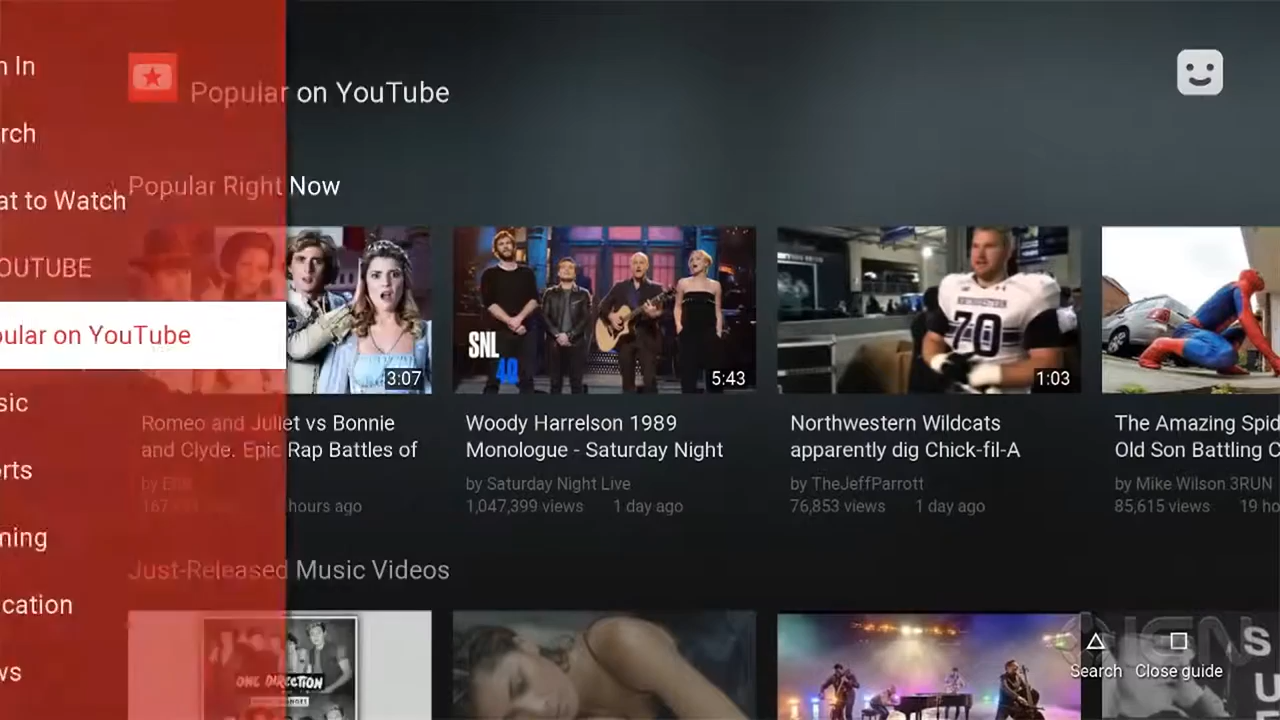 n In
rch
at to Watch
OUTUBE
pular on YouTube
sic
orts
ming
cation
ws
Popular on YouTube
Popular Right Now
3:07
SNL
40
5:43
70
1:03
Romeo and Juliet vs Bonnie
and Clyde. Epic Rap Battles of
by
hours ago
Woody Harrelson 1989
Monologue - Saturday Night
by Saturday Night Live
1,047,399 views 1 day ago
Northwestern Wildcats
apparently dig Chick-fil-A
by TheJeffParrott
76,853 views 1 day ago
The Amazing Spid
Old Son Battling C
by Mike Wilson 3RUN
85,615 views 19 ho
Just-Released Music Videos
ONE DIRECTION
IGN
S
U
Search Close guide